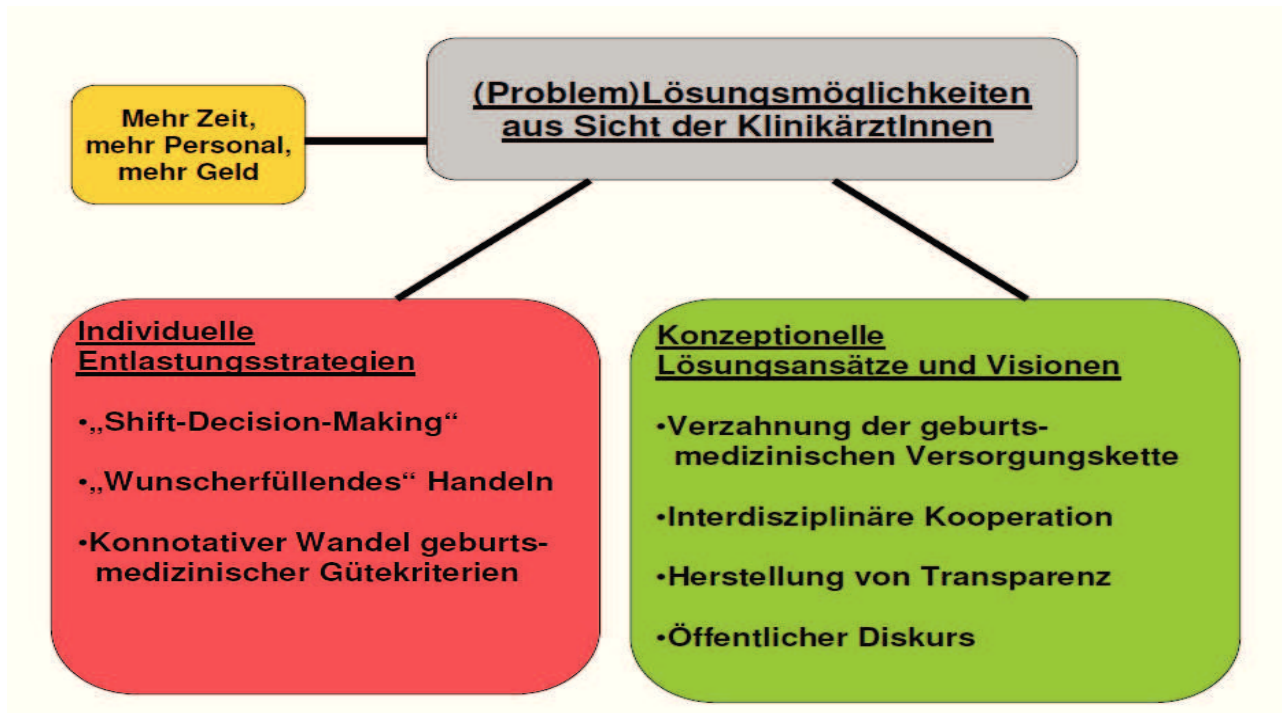 (Problem)Lösungsmöglichkeiten
aus Sicht der KlinikärztInnen
Mehr Zeit,
mehr Personal,
mehr Geld
Individuelle
Entlastungsstrategien
•„Shift-Decision-Making“
•„Wunscherfüllendes“ Handeln
•Konnotativer Wandel geburts-
medizinischer Gütekriterien
Konzeptionelle
Lösungsansätze und Visionen
•Verzahnung der geburts-
medizinischen Versorgungskette
•Interdisziplinäre Kooperation
•Herstellung von Transparenz
•Öffentlicher Diskurs